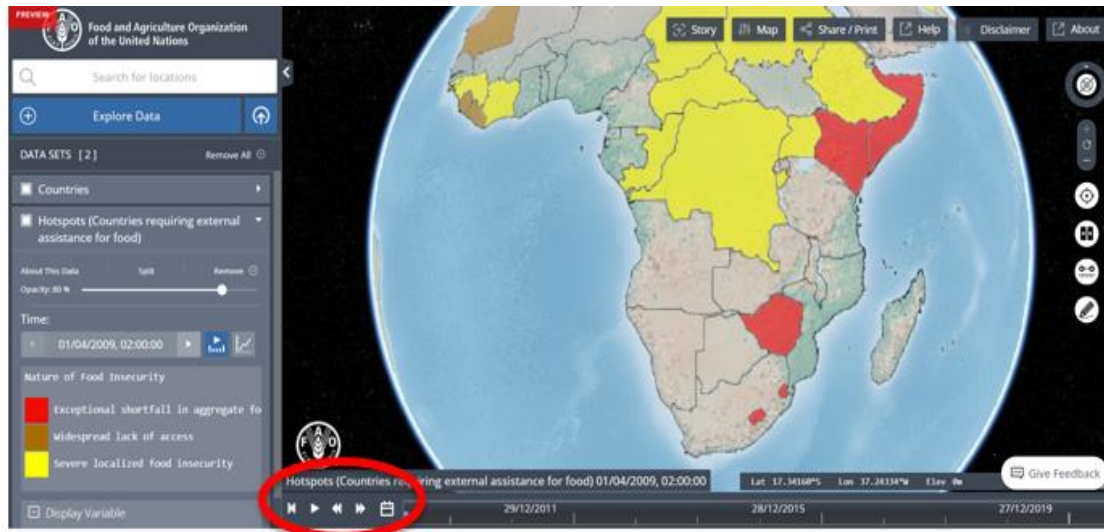 PREVIEW
Food and Agriculture Organization
of the United Nations
Story
Map
Share / Print
Help
Disclaimer
About
Search for locations
Explore Data
DATA SETS [2]
Remove All
Countries
Hotspots (Countries requiring external
assistance for food)
About This Data
Split
Remove
Opacity: 80 %
Time:
01/04/2009, 02:00:00
Nature of Food Insecurity
Exceptional shortfall in aggregate fo
Widespread lack of access
Severe localized food insecurity
Display Variable
FAO
Hotspots (Countries requiring external assistance for food) 01/04/2009, 02:00:00
Lat 17.34160°S Lon 37.24334°W Elev 0m
Give Feedback
29/12/2011
28/12/2015
27/12/2019